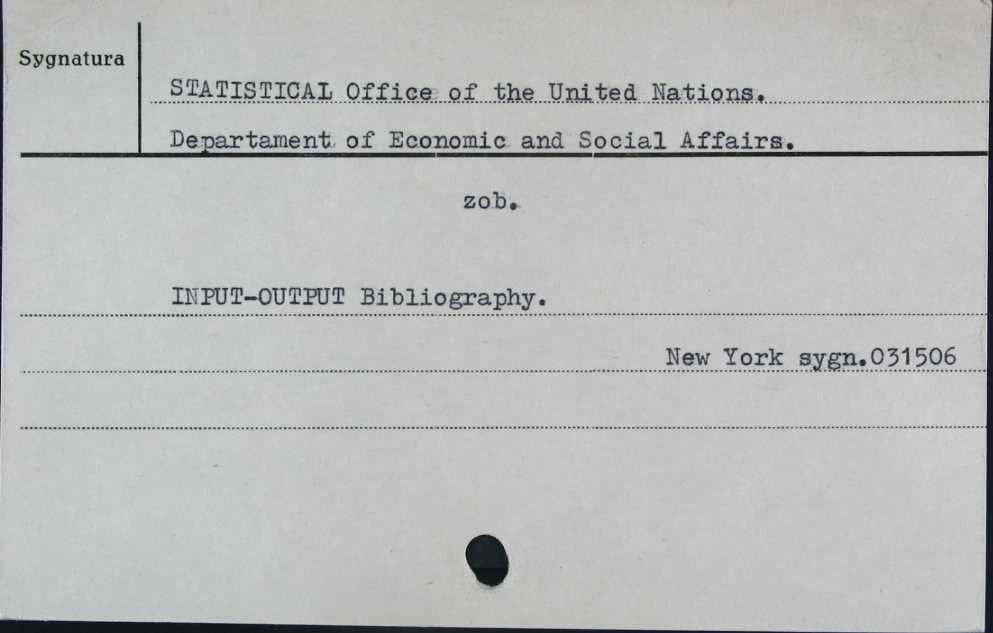 Sygnatura
STATISTICAL Office of the United Nations.
Departament of Economic and Social Affairs.
zob.
INPUT-OUTPUT Bibliography.
New York sygn.031506